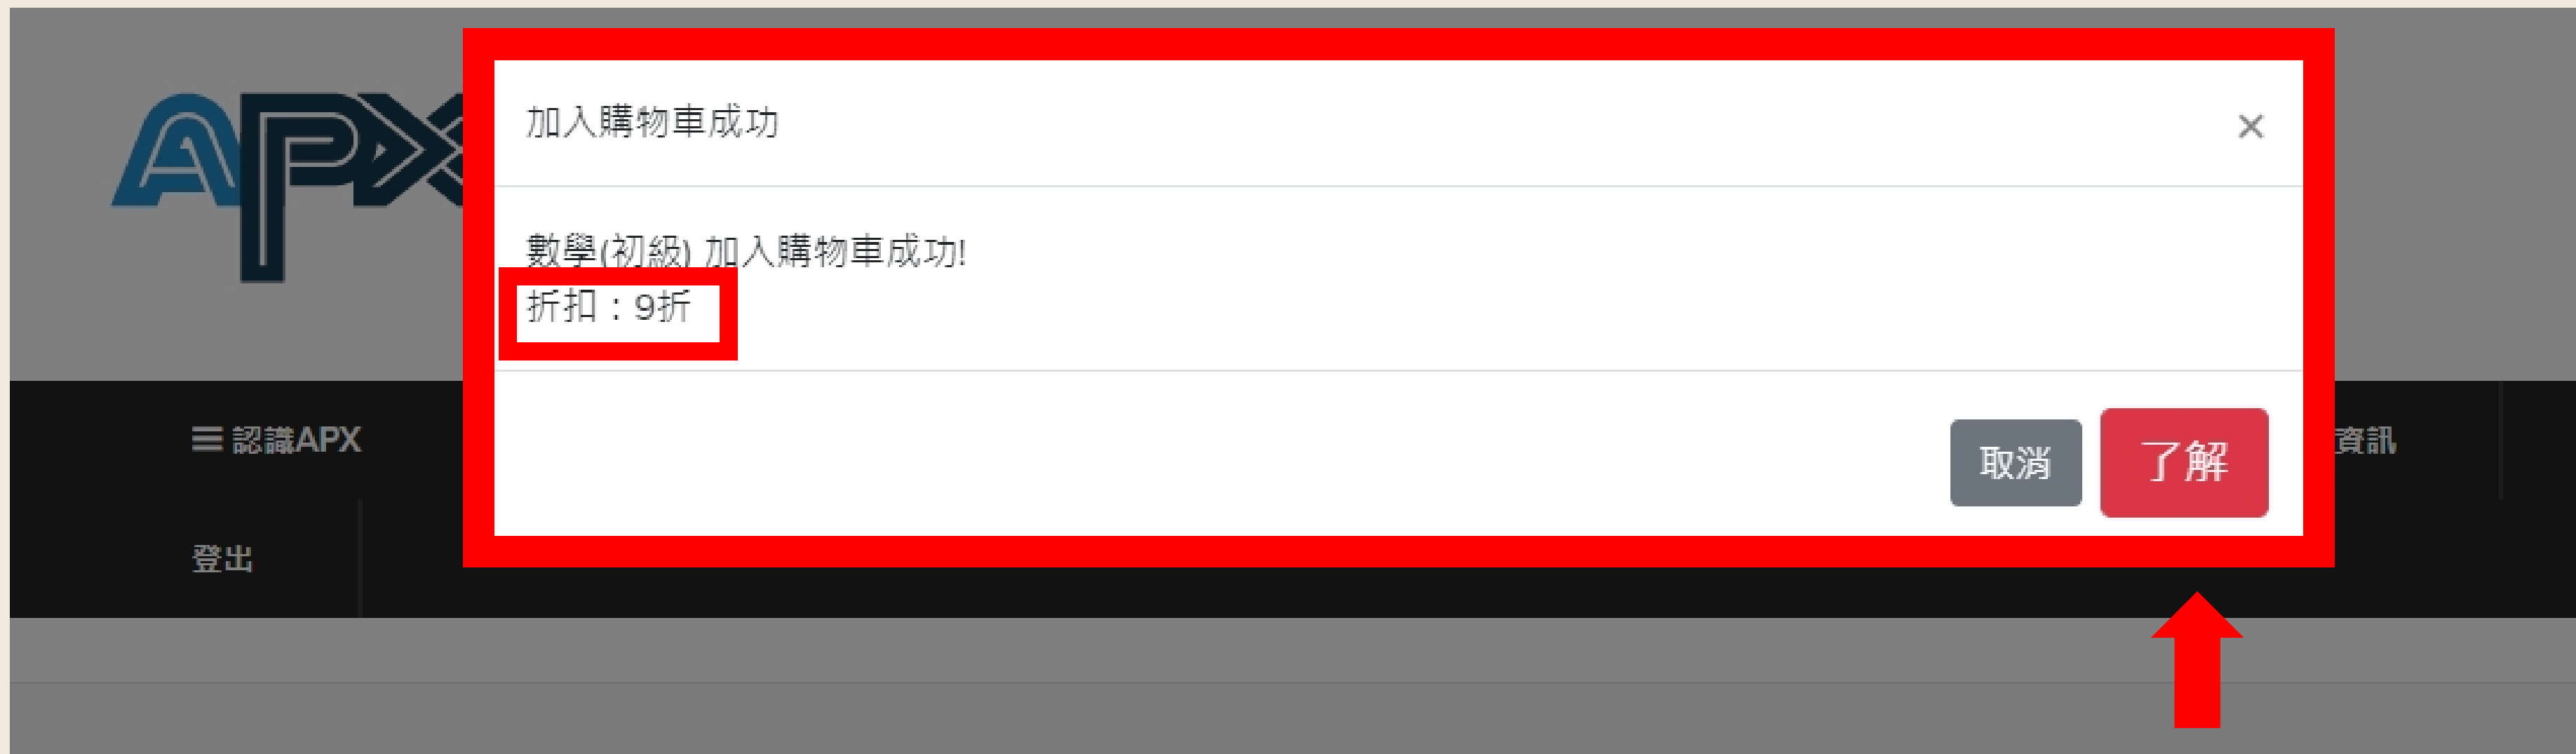 APX
加入購物車成功
×
數學(初級) 加入購物車成功!
折扣：9折
取消
了解
認識APX
資訊
登出